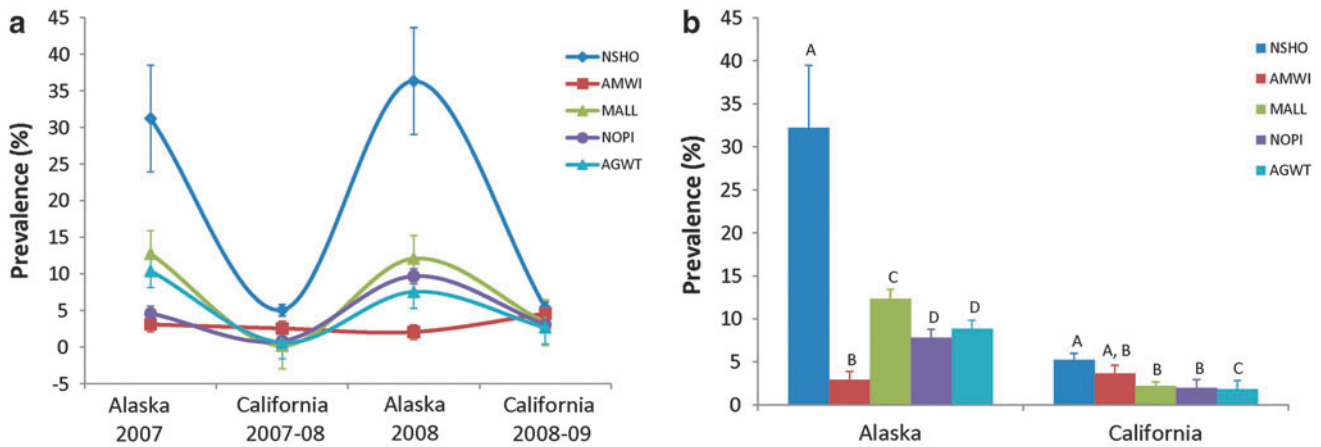 a
Prevalence (%)
45
40
35
30
25
20
15
10
5
0
-5
NSHO
AMWI
MALL
NOPI
AGWT
Alaska
2007
California
2007-08
Alaska
2008
California
2008-09
b
Prevalence (%)
45
40
35
30
25
20
15
10
5
0
A
B
C
D
D
A
A, B
B
B
C
NSHO
AMWI
MALL
NOPI
AGWT
Alaska
California